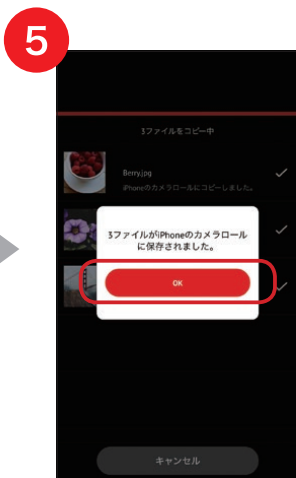 5
3ファイルをコピー中
Berry.jpg
iPhoneのカメラロールにコピーしました。
3ファイルがiPhoneのカメラロール
に保存されました。
OK
キャンセル